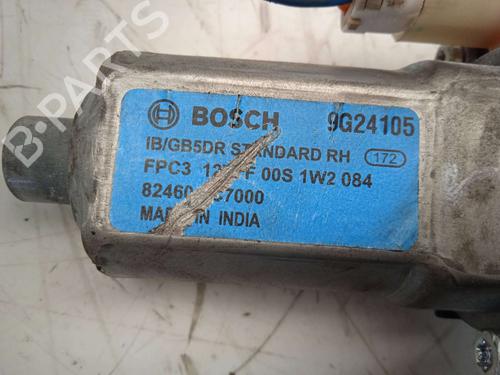 BOSCH 9G24105
IB/GB5DR STANDARD RH 172
FPC3 00S 1W2 084
MADE IN INDIA
B-PARTS